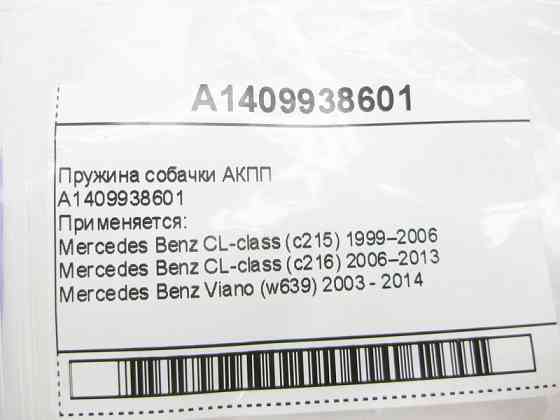 A1409938601
Пружина собачки АКПП
A1409938601
Применяется:
Mercedes Benz CL-class (c215) 1999–2006
Mercedes Benz CL-class (c216) 2006–2013
Mercedes Benz Viano (w639) 2003 - 2014